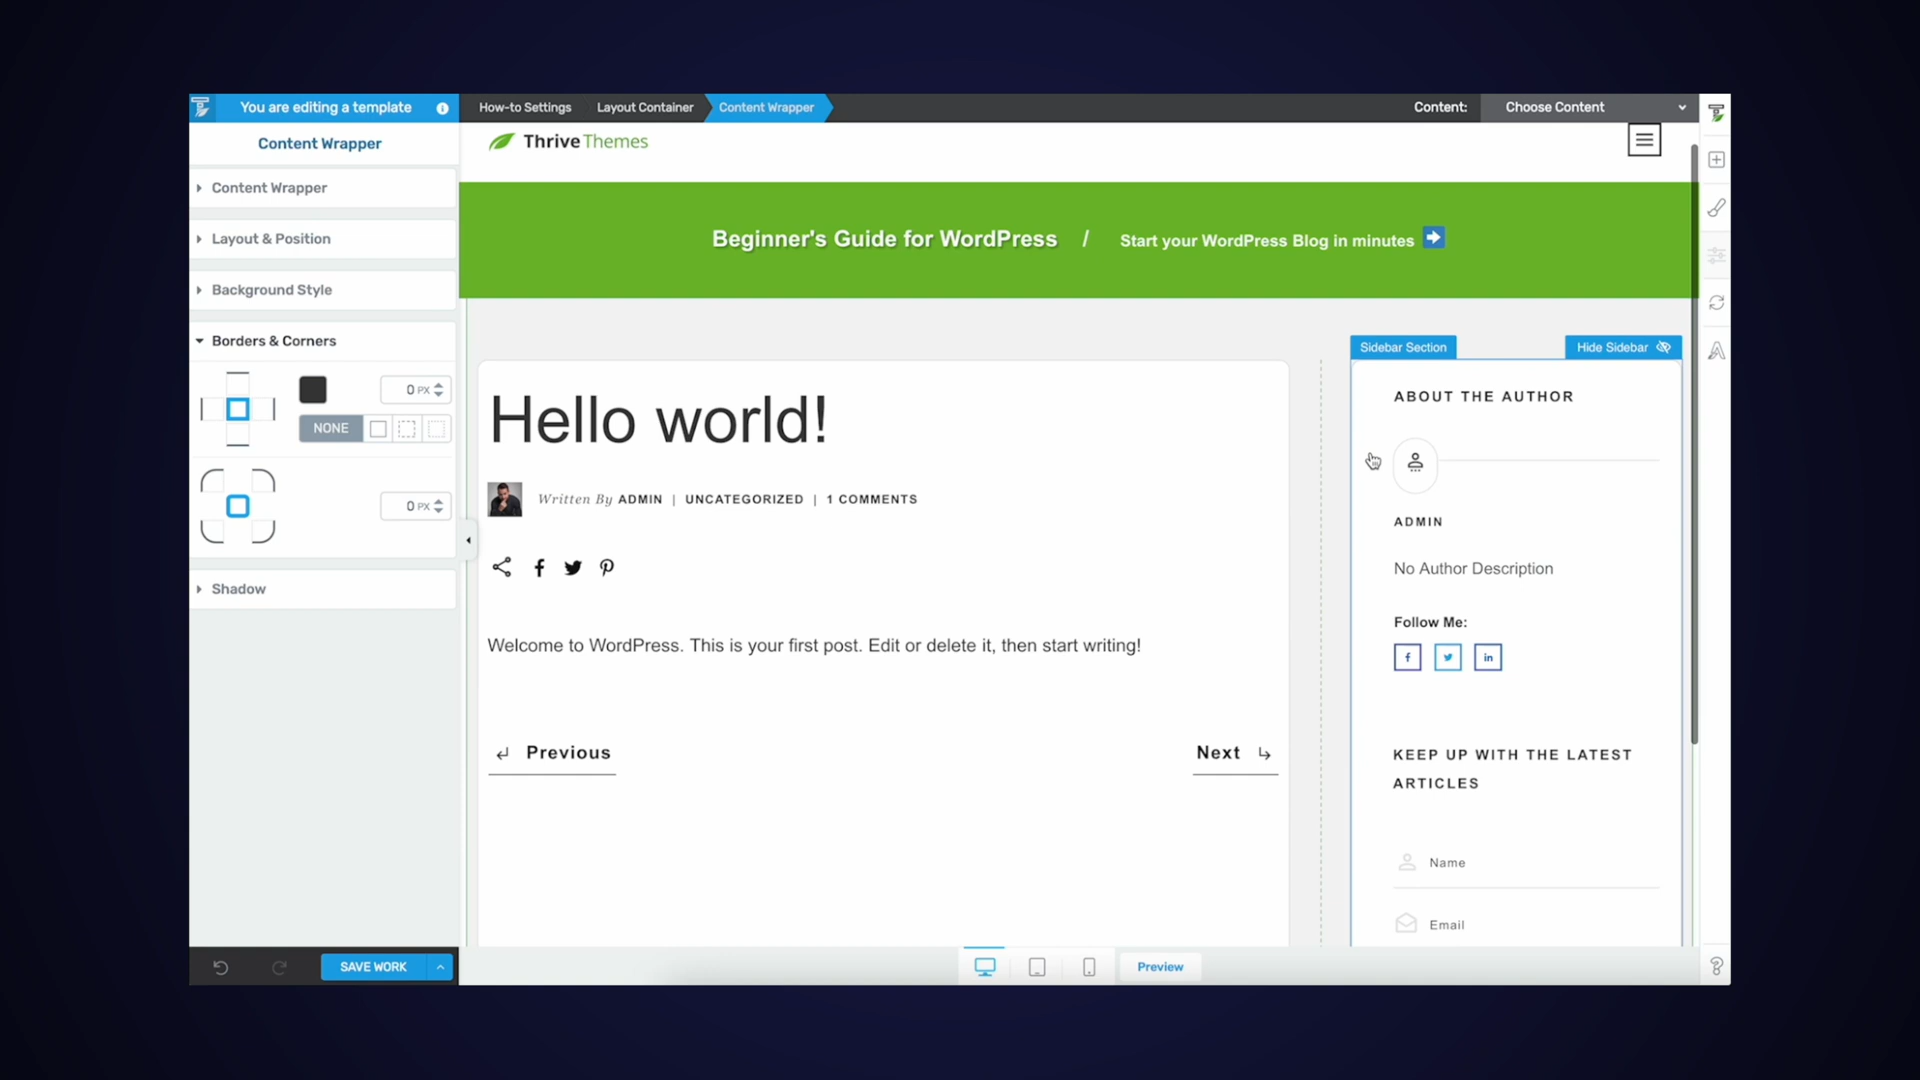 You are editing a template
How-to Settings
Layout Container
Content Wrapper
Content:
Choose Content
Content Wrapper
Content Wrapper
Layout & Position
Background Style
Borders & Corners
0 PX
NONE
0 PX
Shadow
SAVE WORK
Thrive Themes
Beginner's Guide for WordPress / Start your WordPress Blog in minutes
Sidebar Section
Hide Sidebar
Hello world!
Written By ADMIN | UNCATEGORIZED | 1 COMMENTS
Welcome to WordPress. This is your first post. Edit or delete it, then start writing!
Previous
Next
ABOUT THE AUTHOR
ADMIN
No Author Description
Follow Me:
KEEP UP WITH THE LATEST
ARTICLES
Name
Email
Preview